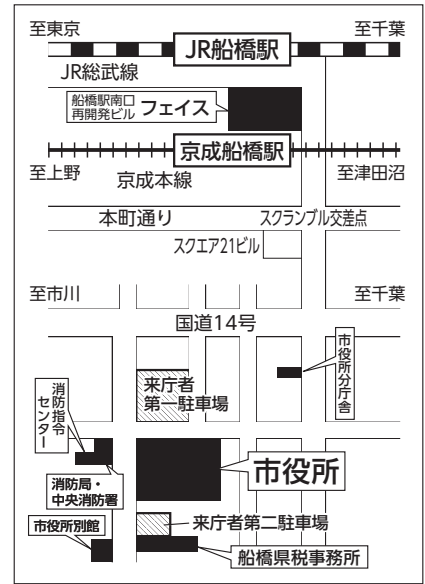 至東京
至千葉
JR船橋駅
JR総武線
船橋駅南口
再開発ビル
フェイス
京成船橋駅
至上野
京成本線
至津田沼
本町通り
スクランブル交差点
スクエア21ビル
至市川
至千葉
国道14号
市役所分庁舎
来庁者
第一駐車場
消防指令
センター
市役所
消防局・
中央消防署
来庁者第二駐車場
市役所別館
船橋県税事務所